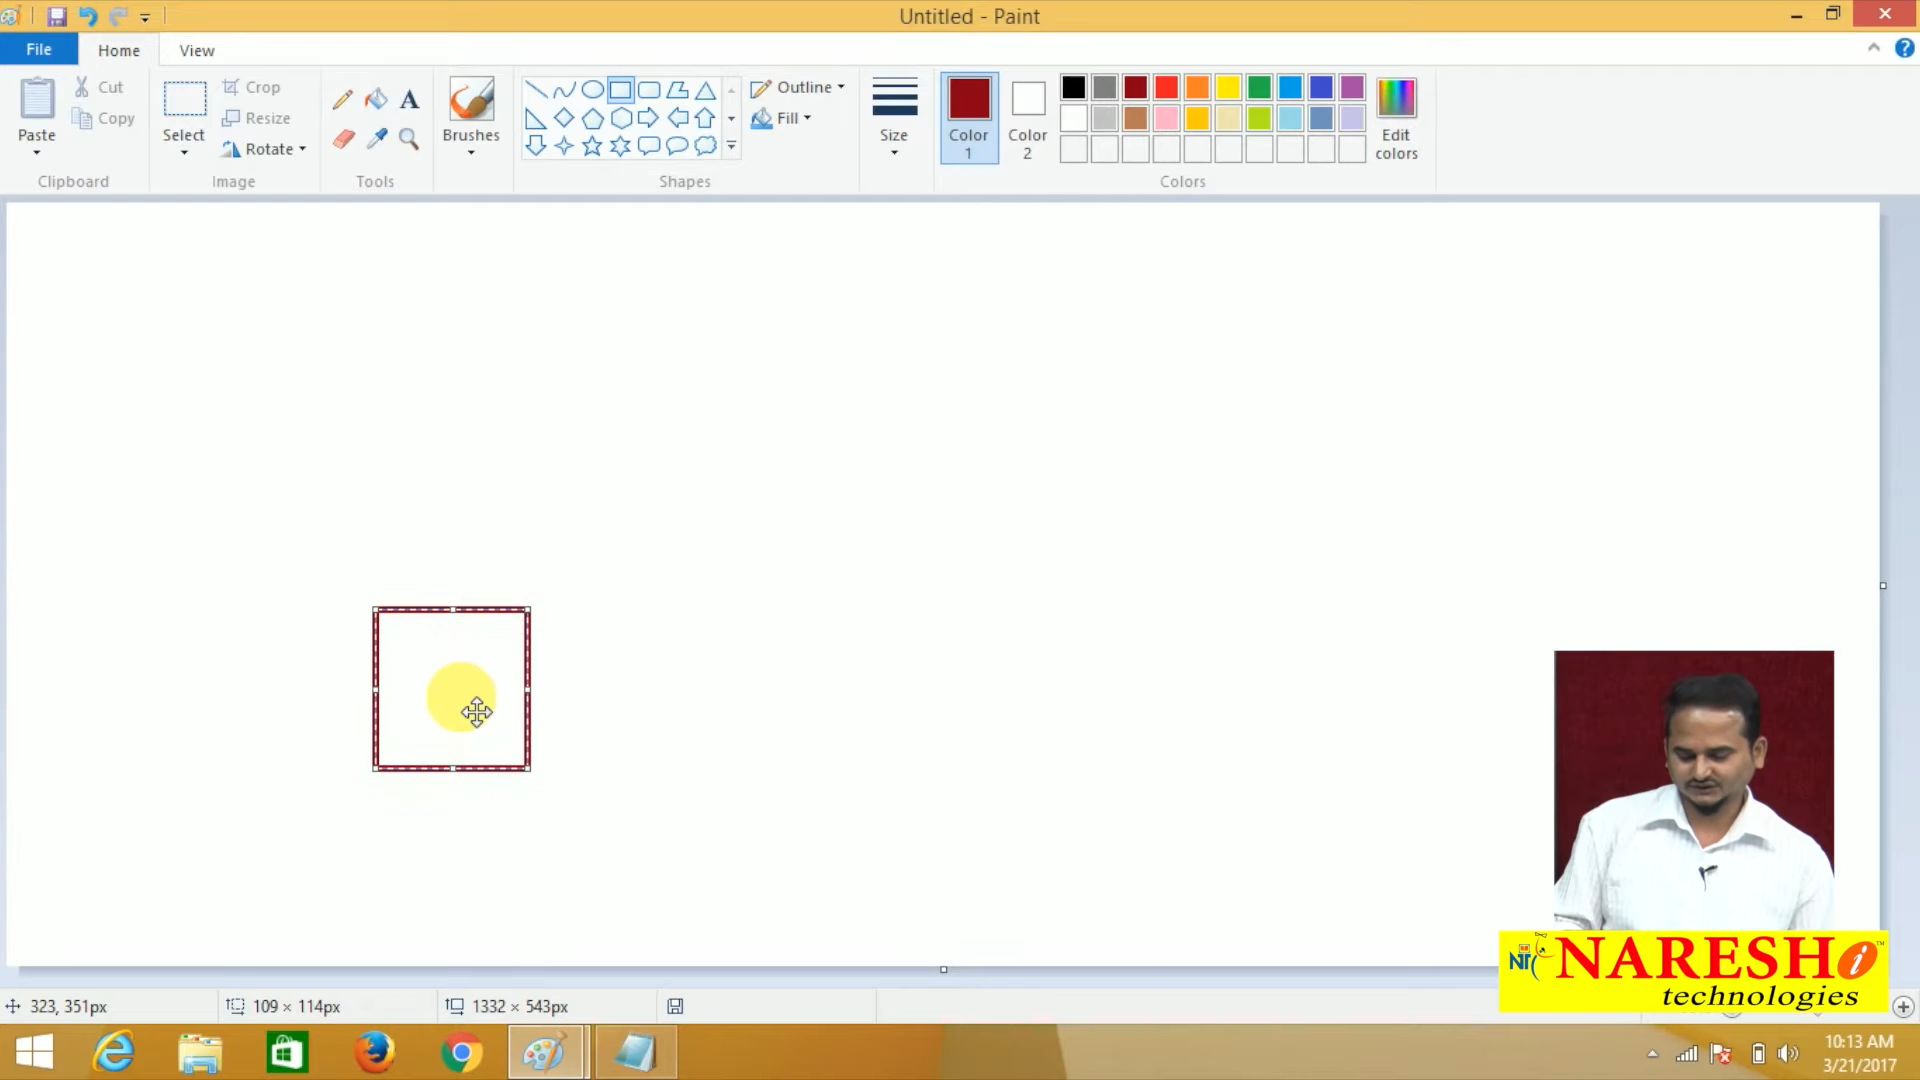 Untitled - Paint
File Home View
Paste
Cut
Copy
Clipboard
Select
Crop
Resize
Rotate
Image
A
Tools
Brushes
Shapes
Outline
Fill
Size
Color 1
Color 2
Edit colors
Colors
NARESH i ™
NT
technologies
323, 351px
109 × 114px
1332 × 543px
10:13 AM
3/21/2017